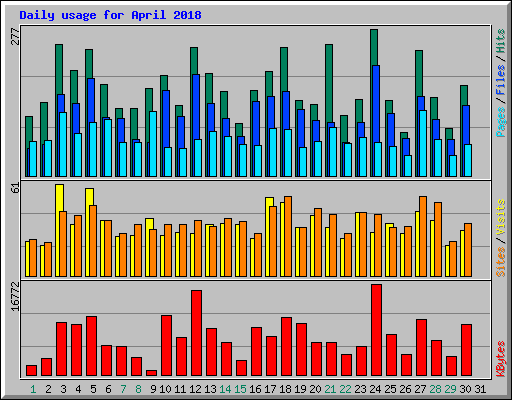 Daily usage for April 2018
277
Pages / Files / Hits
61
Sites / Visits
16772
KBytes
1 2 3 4 5 6 7 8 9 10 11 12 13 14 15 16 17 18 19 20 21 22 23 24 25 26 27 28 29 30 31